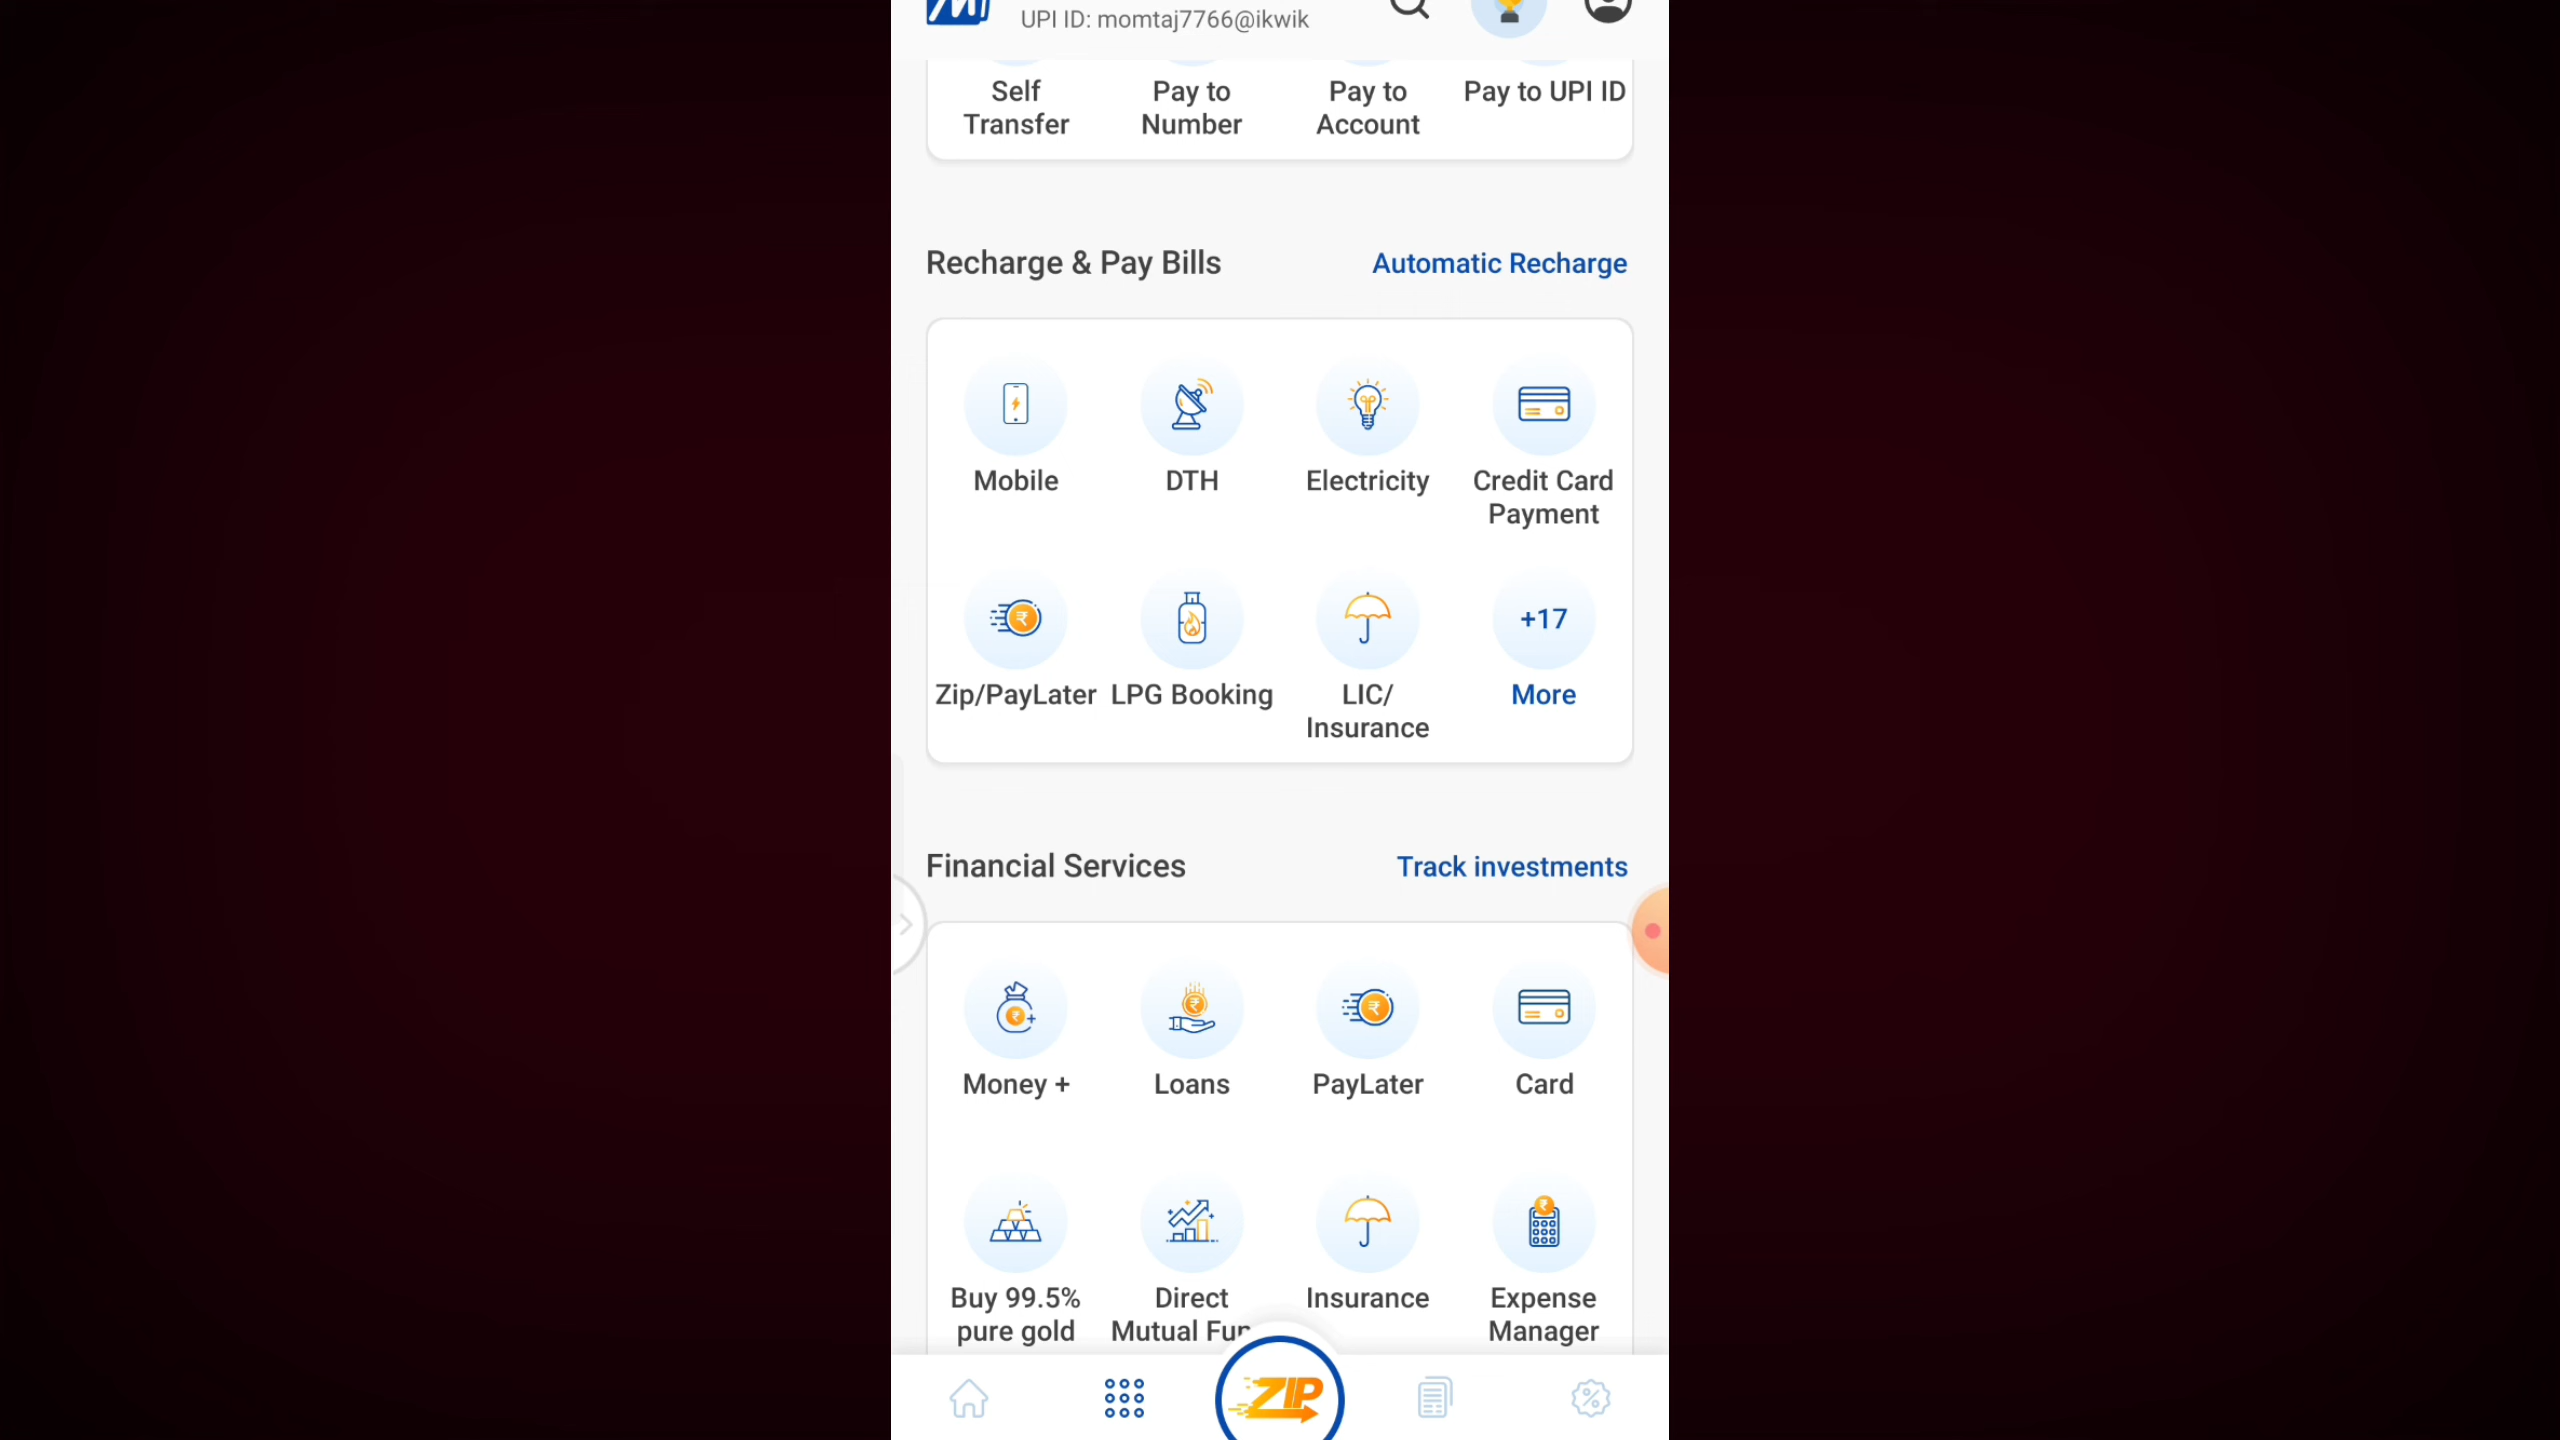 UPI ID: momtaj7766@ikwik
Self Transfer
Pay to Number
Pay to Account
Pay to UPI ID
Recharge & Pay Bills
Automatic Recharge
Mobile
DTH
Electricity
Credit Card Payment
Zip/PayLater
LPG Booking
LIC/ Insurance
+17
More
Financial Services
Track investments
Money +
Loans
PayLater
Card
Buy 99.5% pure gold
Direct Mutual
Insurance
Expense Manager
ZIP